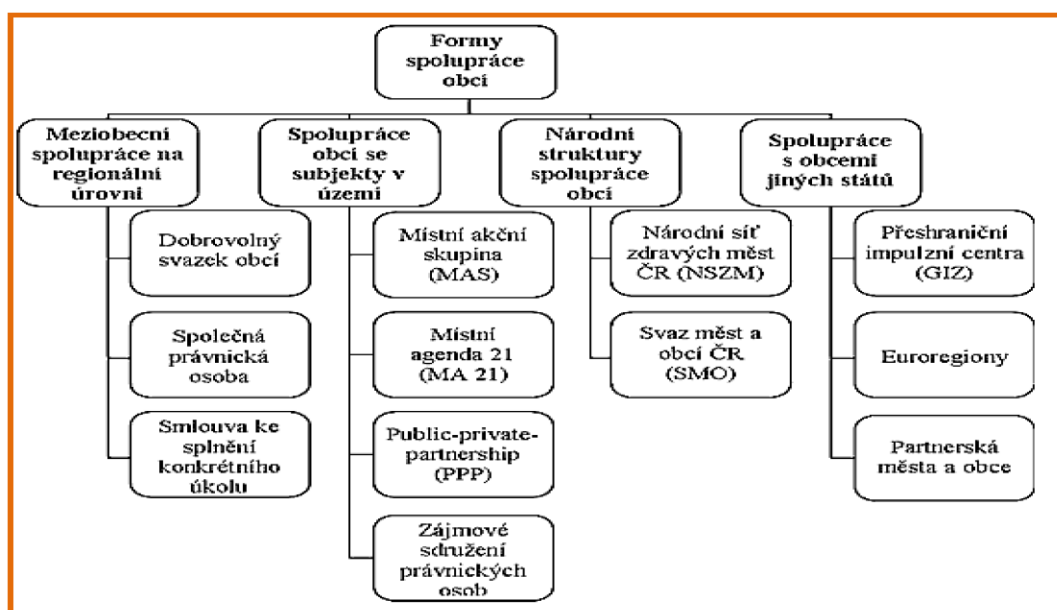 Formy
spolupráce
obcí
Meziobecní
spolupráce na
regionální
úrovni
Dobrovolný
svazek obcí
Společná
právnická
osoba
Smlouva ke
splnění
konkrétního
úkolu
Spolupráce
obcí se
subjekty v
území
Místní akční
skupina
(MAS)
Místní
agenda 21
(MA 21)
Public-private-
partnership
(PPP)
Zájmové
sdružení
právnických
osob
Národní
struktury
spolupráce
obcí
Národní síť
zdravých měst
ČR (NSZM)
Svaz měst a
obcí ČR
(SMO)
Spolupráce
s obcemi
jiných států
Přeshraniční
impulzní centra
(GIZ)
Euroregiony
Partnerská
města a obce